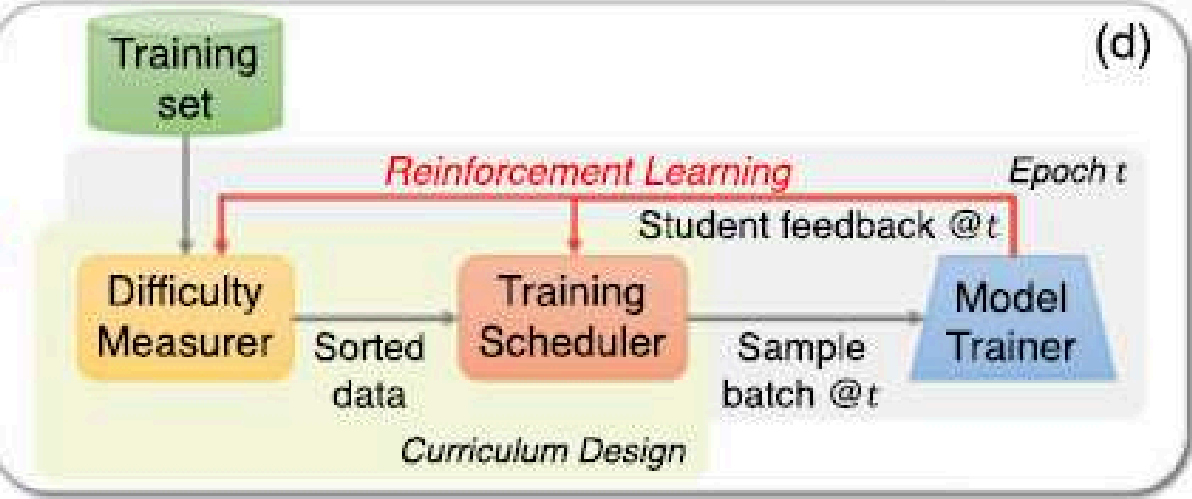 Training
set
(d)
Reinforcement Learning
Epoch t
Student feedback @t
Difficulty
Measurer
Sorted
data
Training
Scheduler
Sample
batch @t
Model
Trainer
Curriculum Design